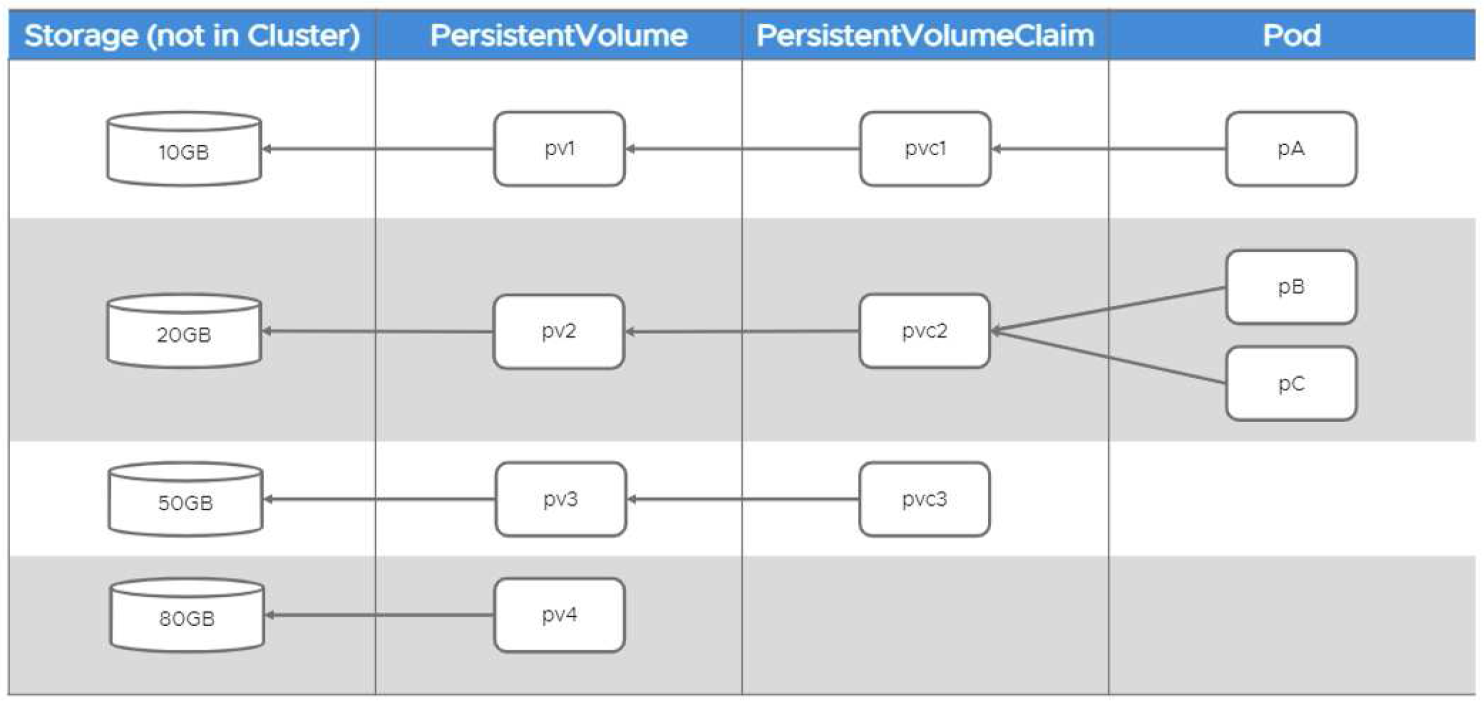 Storage (not in Cluster) PersistentVolume PersistentVolumeClaim Pod
10GB pv1 pvc1 pA
pB
20GB pv2 pvc2
pC
50GB pv3 pvc3
80GB pv4